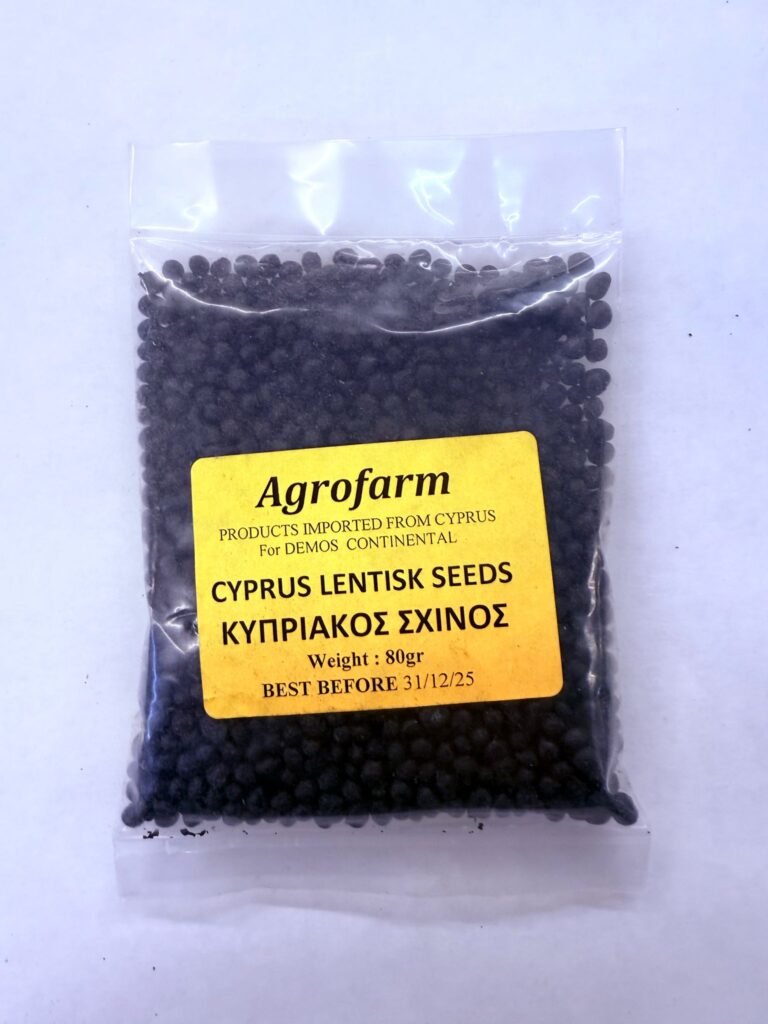 Agrofarm
PRODUCTS IMPORTED FROM CYPRUS
For DEMOS CONTINENTAL
CYPRUS LENTISK SEEDS
ΚΥΠΡΙΑΚΟΣ ΣΧΙΝΟΣ
Weight : 80gr
BEST BEFORE 31/12/25